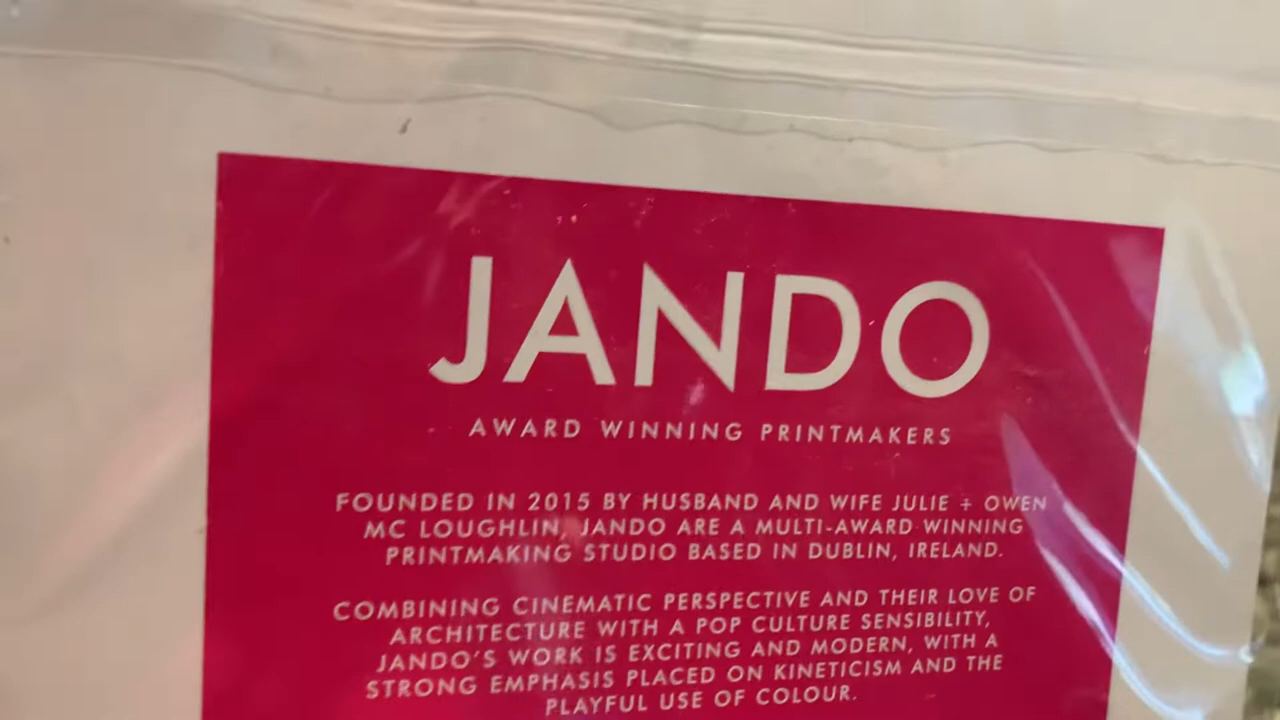 JANDO
AWARD WINNING PRINTMAKERS
FOUNDED IN 2015 BY HUSBAND AND WIFE JULIE + OWEN
MC LOUGHLIN, JANDO ARE A MULTI-AWARD WINNING
PRINTMAKING STUDIO BASED IN DUBLIN, IRELAND.
COMBINING CINEMATIC PERSPECTIVE AND THEIR LOVE OF
ARCHITECTURE WITH A POP CULTURE SENSIBILITY,
JANDO'S WORK IS EXCITING AND MODERN, WITH A
STRONG EMPHASIS PLACED ON KINETICISM AND THE
PLAYFUL USE OF COLOUR.